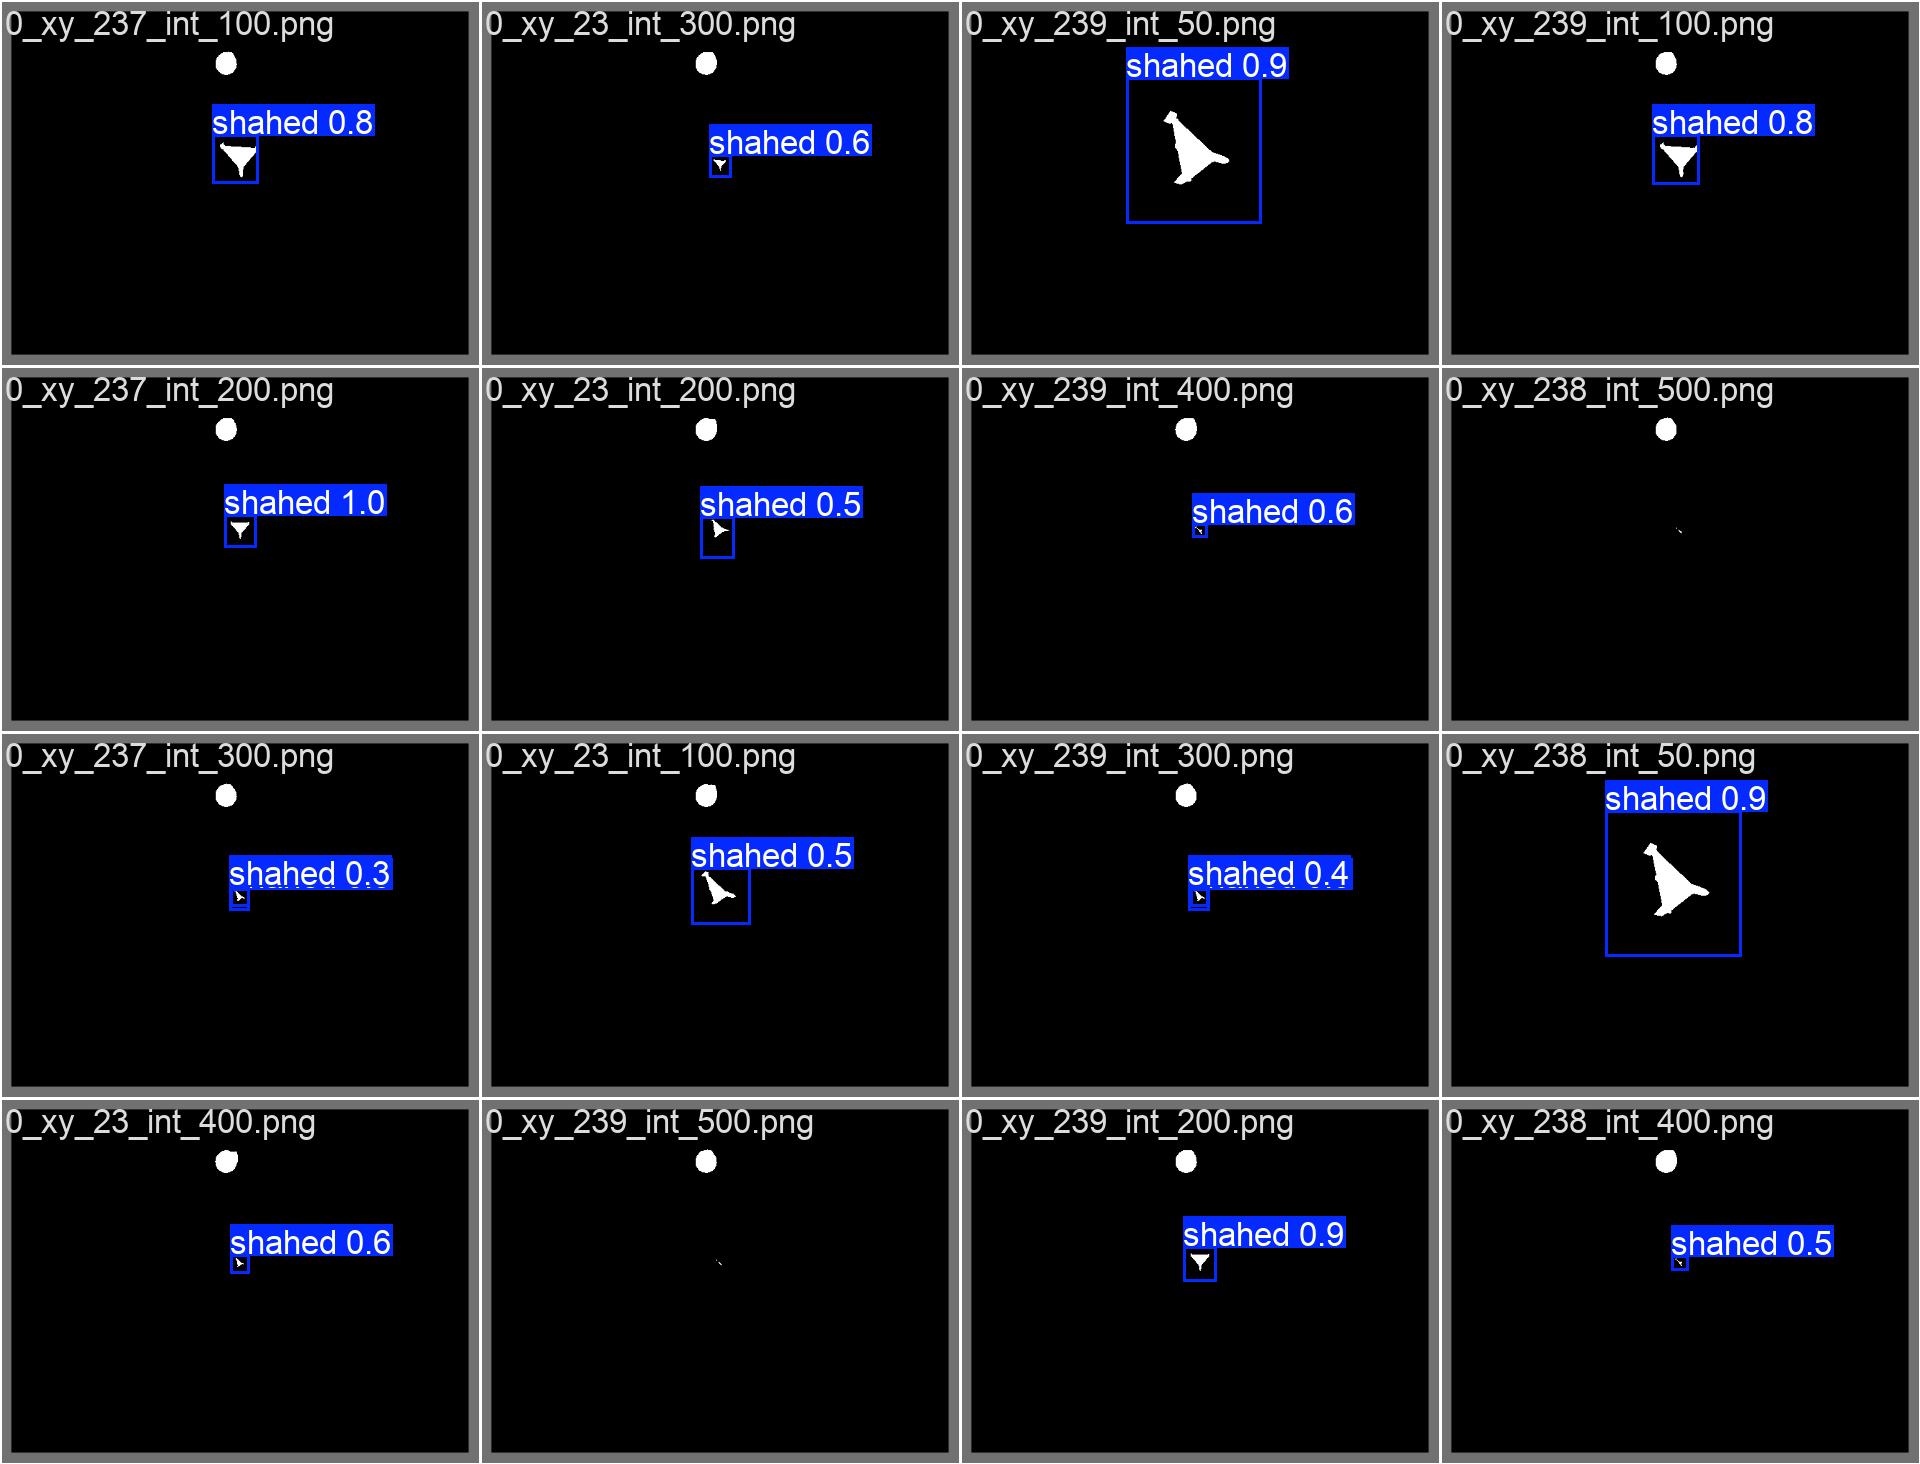 0_xy_237_int_100.png
shahed 0.8
0_xy_23_int_300.png
shahed 0.6
0_xy_239_int_50.png
shahed 0.9
0_xy_239_int_100.png
shahed 0.8
0_xy_237_int_200.png
shahed 1.0
0_xy_23_int_200.png
shahed 0.5
0_xy_239_int_400.png
shahed 0.6
0_xy_238_int_500.png
0_xy_237_int_300.png
shahed 0.3
0_xy_23_int_100.png
shahed 0.5
0_xy_239_int_300.png
shahed 0.4
0_xy_238_int_50.png
shahed 0.9
0_xy_23_int_400.png
shahed 0.6
0_xy_239_int_500.png
0_xy_239_int_200.png
shahed 0.9
0_xy_238_int_400.png
shahed 0.5